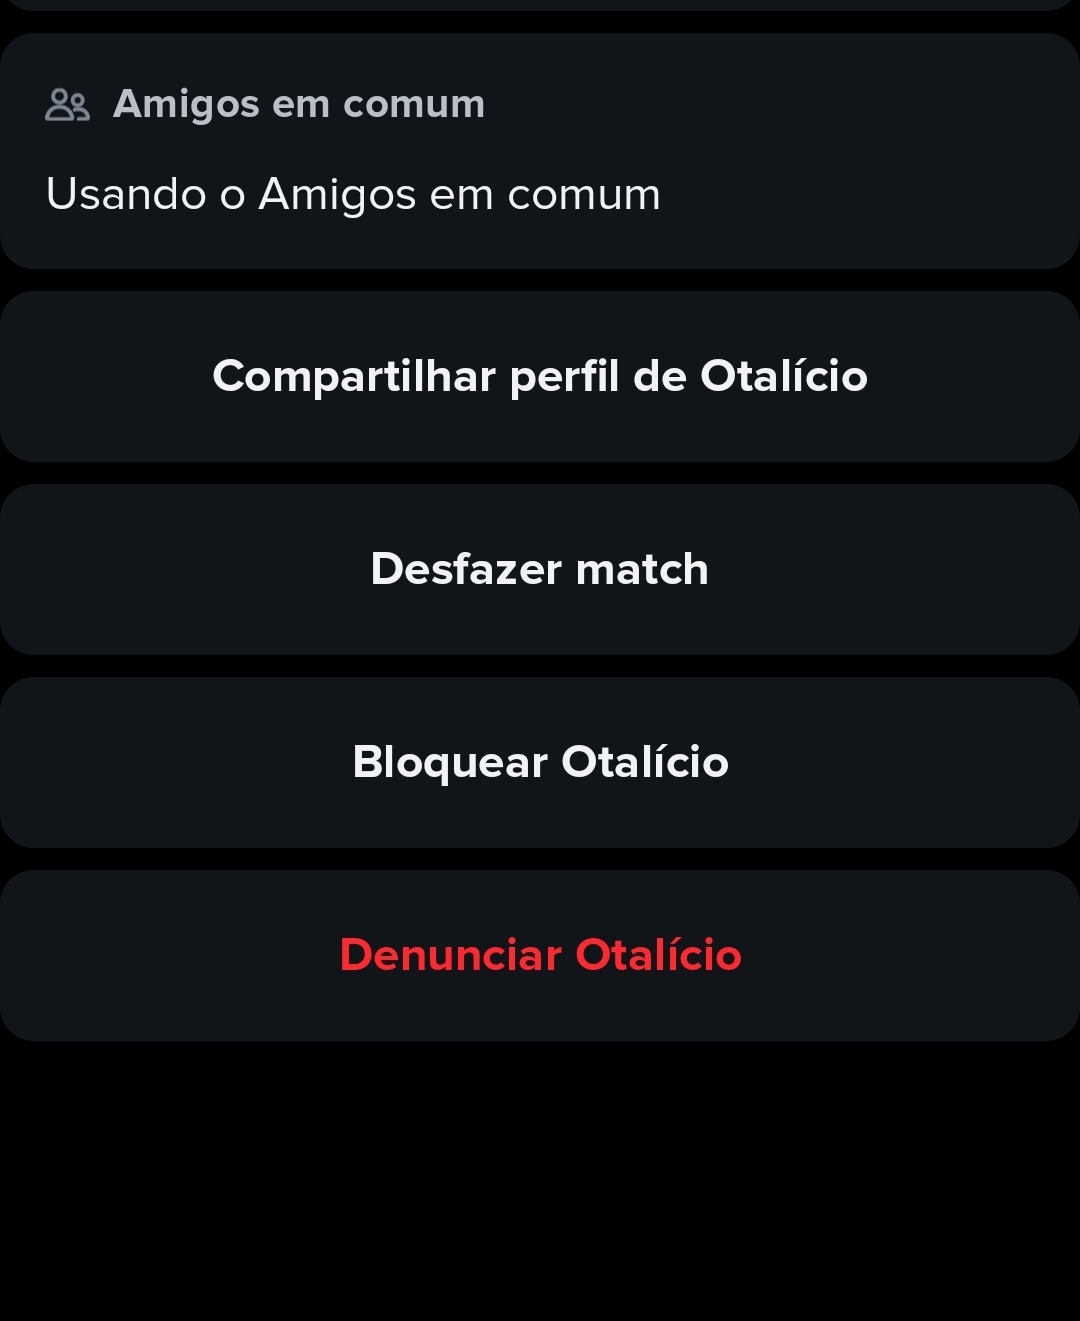 Amigos em comum
Usando o Amigos em comum
Compartilhar perfil de Otalício
Desfazer match
Bloquear Otalício
Denunciar Otalício